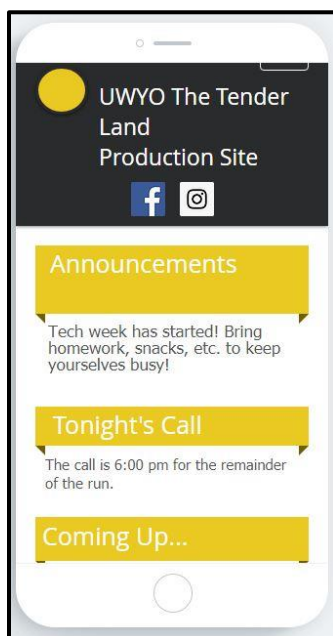 UWYO The Tender
Land
Production Site
Announcements
Tech week has started! Bring
homework, snacks, etc. to keep
yourselves busy!
Tonight's Call
The call is 6:00 pm for the remainder
of the run.
Coming Up...